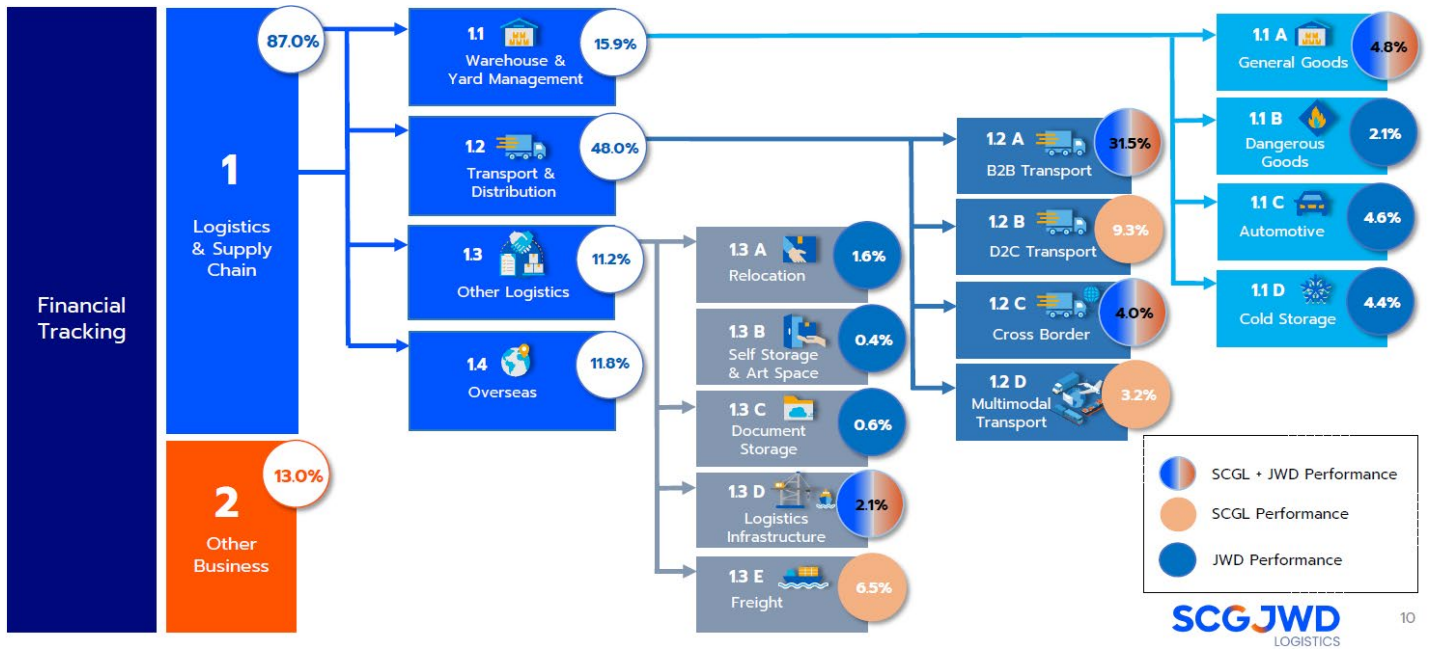 Financial
Tracking
1
Logistics
& Supply
Chain
87.0%
2
Other
Business
13.0%
1.1
Warehouse &
Yard Management
15.9%
1.2
Transport &
Distribution
48.0%
1.3
Other Logistics
11.2%
1.4
Overseas
11.8%
1.3 A
Relocation
1.6%
1.3 B
Self Storage
& Art Space
0.4%
1.3 C
Document
Storage
0.6%
1.3 D
Logistics
Infrastructure
2.1%
1.3 E
Freight
6.5%
1.2 A
B2B Transport
31.5%
1.2 B
D2C Transport
9.3%
1.2 C
Cross Border
4.0%
1.2 D
Multimodal
Transport
3.2%
1.1 A
General Goods
4.8%
1.1 B
Dangerous
Goods
2.1%
1.1 C
Automotive
4.6%
1.1 D
Cold Storage
4.4%
SCGL + JWD Performance
SCGL Performance
JWD Performance
SCGJWD
LOGISTICS
10